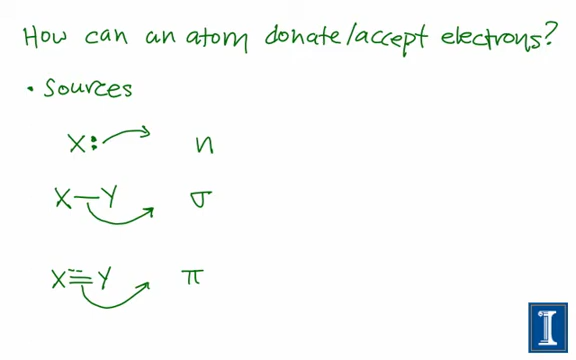 How can an atom donate/accept electrons?
• Sources
X: n
X—Y σ
X≡Y π
I